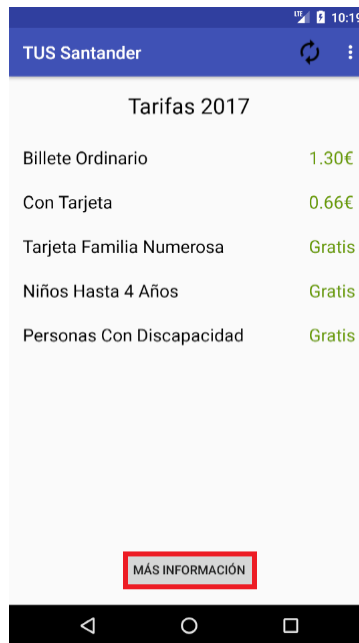 LTE 10:19
TUS Santander
Tarifas 2017
Billete Ordinario 1.30€
Con Tarjeta 0.66€
Tarjeta Familia Numerosa Gratis
Niños Hasta 4 Años Gratis
Personas Con Discapacidad Gratis
MÁS INFORMACIÓN